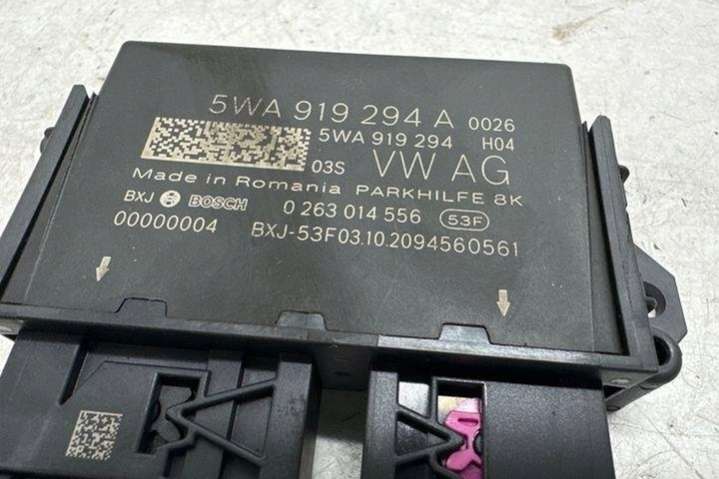 5WA 919 294 A 0026
5WA 919 294 H04
03S VW AG
Made in Romania PARKHILFE 8K
BXJ BOSCH 0 263 014 556 53F
00000004 BXJ-53F03.10.2094560561